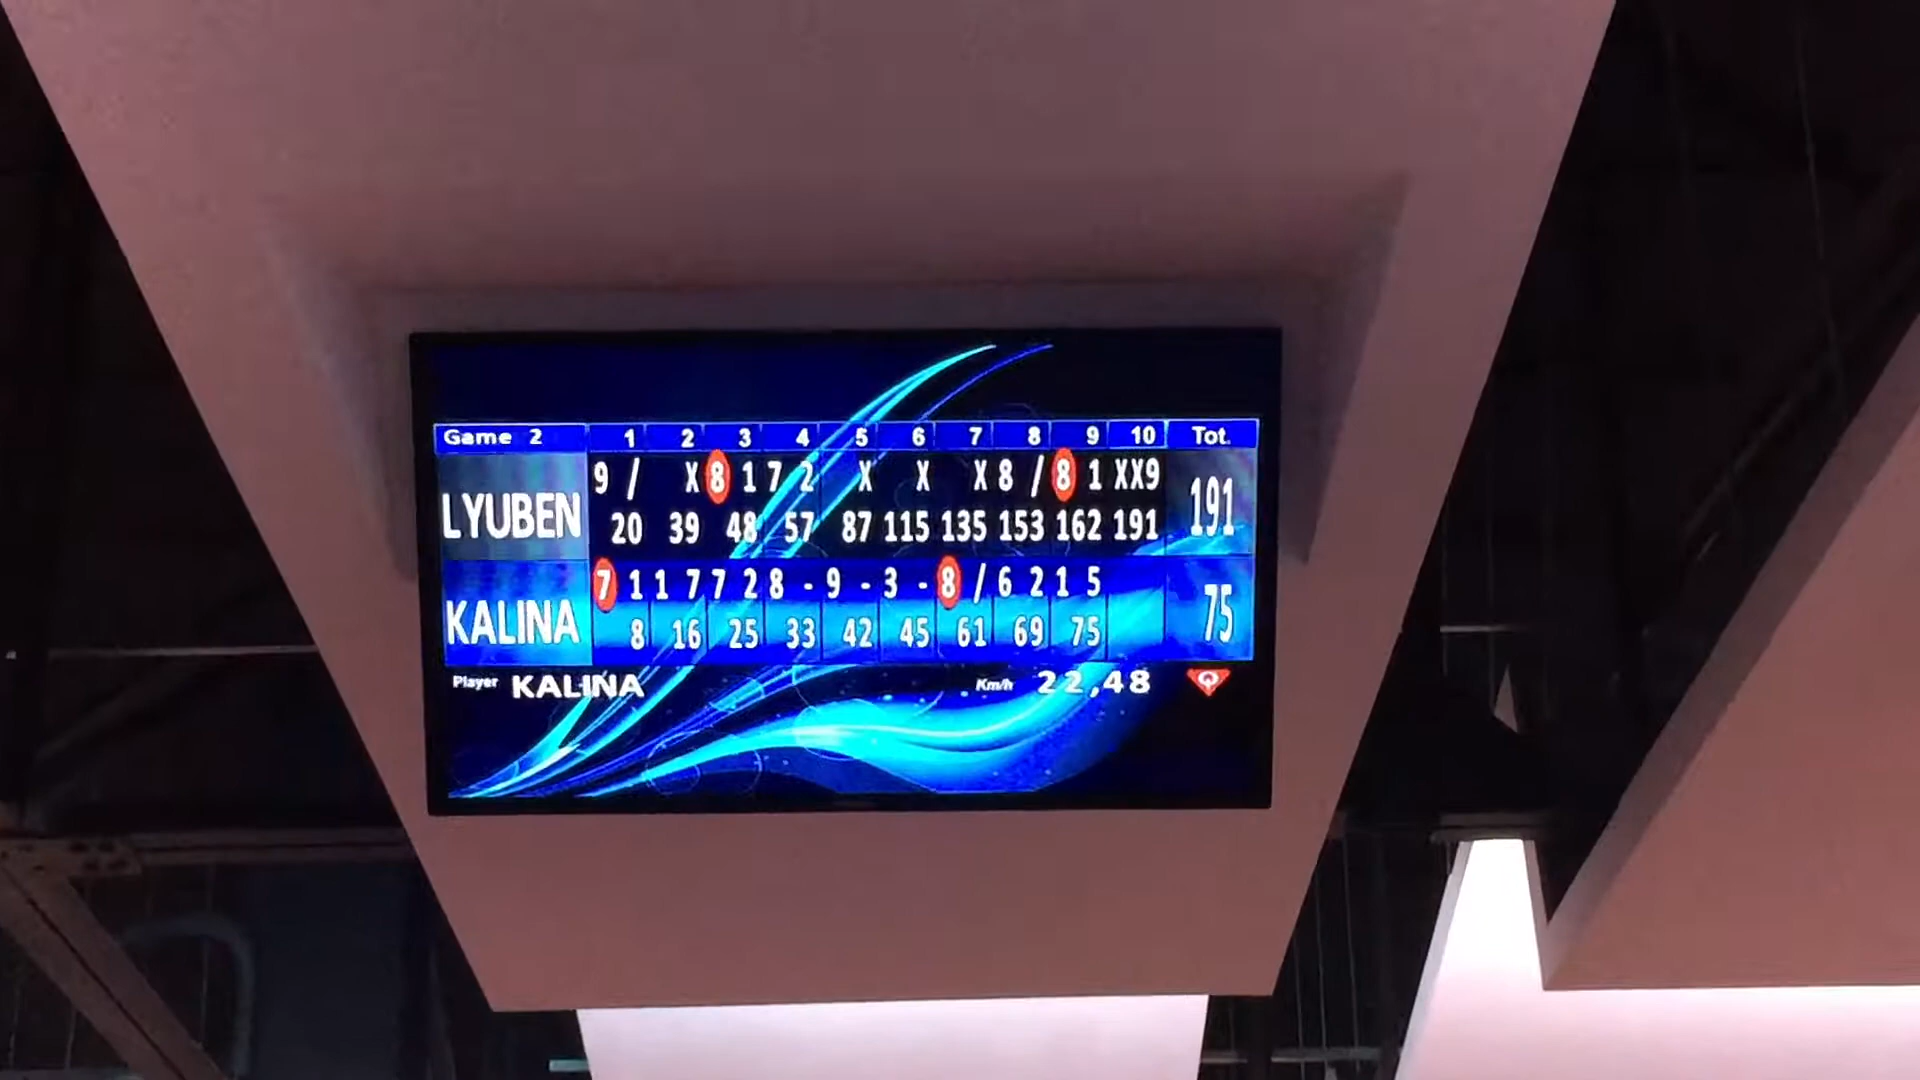 Game 2 1 2 3 4 5 6 7 8 9 10 Tot.
LYUBEN 9 / X 8 1 7 2 X X X 8 / 8 1 XX9 191
20 39 48 57 87 115 135 153 162 191
KALINA 7 1 1 7 7 2 8 - 9 - 3 - 8 / 6 2 1 5 75
8 16 25 33 42 45 61 69 75
Player KALINA Km/h 22,48 Q